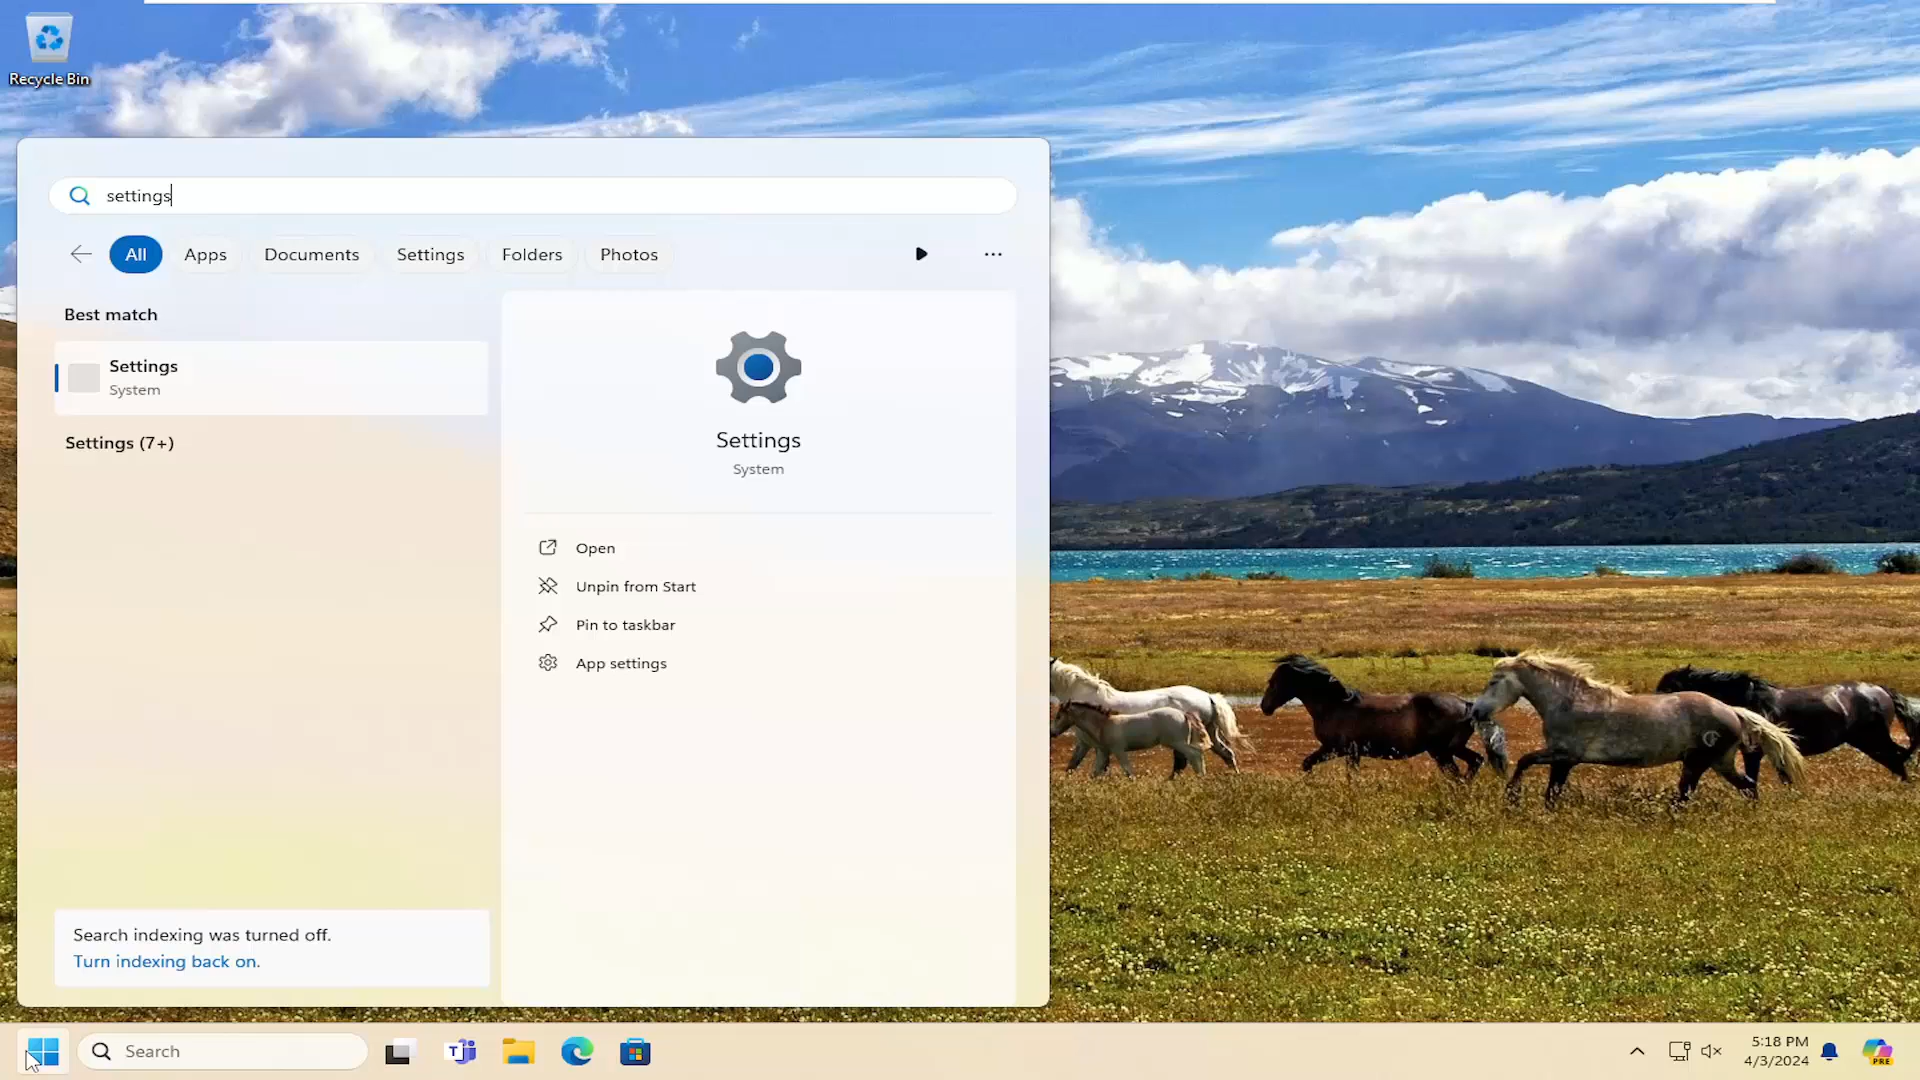 Recycle Bin
settings
All
Apps
Documents
Settings
Folders
Photos
Best match
Settings
System
Settings (7+)
Settings
System
Open
Unpin from Start
Pin to taskbar
App settings
Search indexing was turned off.
Turn indexing back on.
Search
T
5:18 PM
4/3/2024
PRE